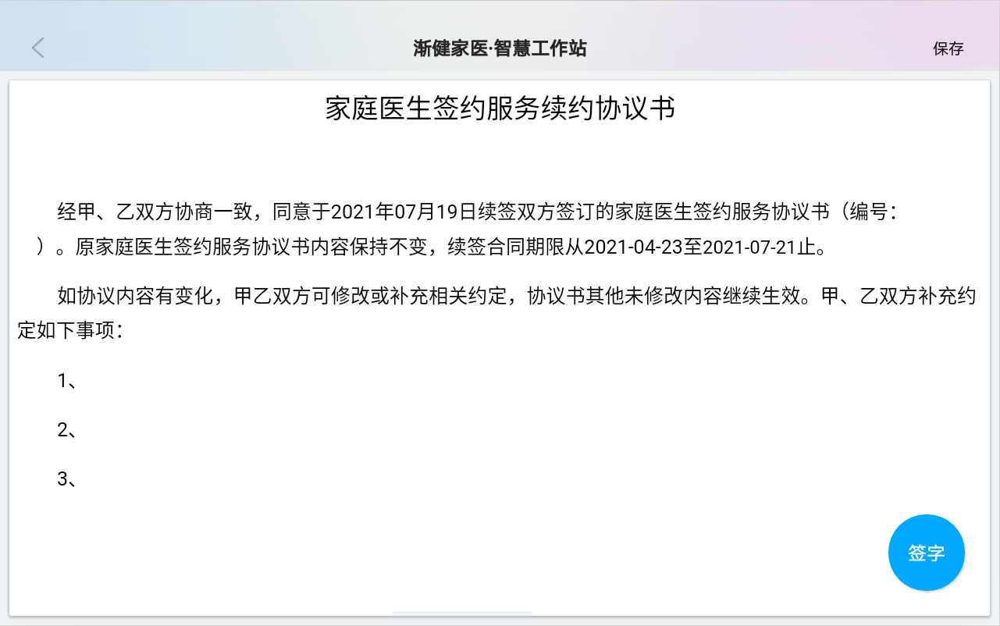 渐健家医·智慧工作站
保存
家庭医生签约服务续约协议书
经甲、乙双方协商一致，同意于2021年07月19日续签双方签订的家庭医生签约服务协议书（编号：
）。原家庭医生签约服务协议书内容保持不变，续签合同期限从2021-04-23至2021-07-21止。
如协议内容有变化，甲乙双方可修改或补充相关约定，协议书其他未修改内容继续生效。甲、乙双方补充约
定如下事项：
1、
2、
3、
签字